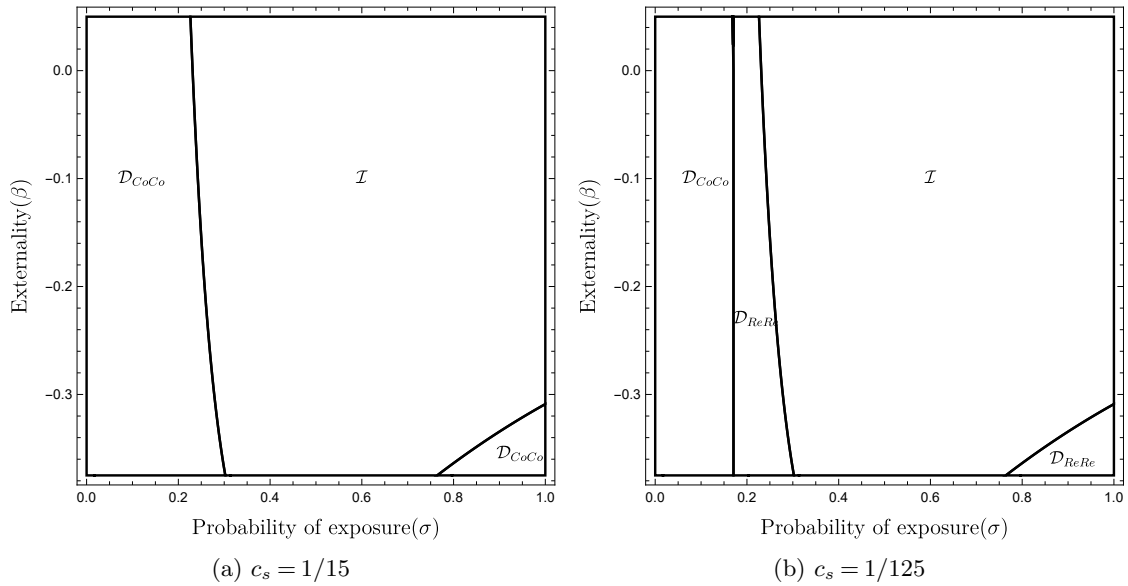 0.0
−0.1
−0.2
−0.3
0.0 0.2 0.4 0.6 0.8 1.0
Externality(β)
Probability of exposure(σ)
𝒟_{CoCo}
ℐ
𝒟_{CoCo}
(a) c_s = 1/15
0.0
−0.1
−0.2
−0.3
0.0 0.2 0.4 0.6 0.8 1.0
Externality(β)
Probability of exposure(σ)
𝒟_{CoCo}
ℐ
𝒟_{ReRe}
𝒟_{ReRe}
(b) c_s = 1/125